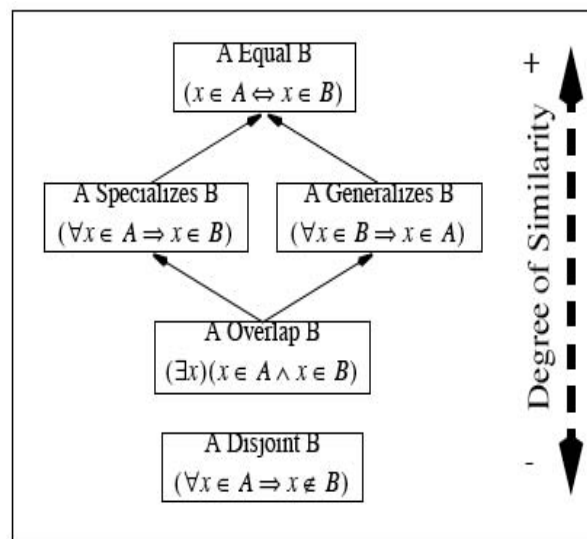 A Equal B
(x ∈ A ⇔ x ∈ B)
A Specializes B
(∀x ∈ A ⇒ x ∈ B)
A Generalizes B
(∀x ∈ B ⇒ x ∈ A)
A Overlap B
(∃x)(x ∈ A ∧ x ∈ B)
A Disjoint B
(∀x ∈ A ⇒ x ∉ B)
+
Degree of Similarity
-